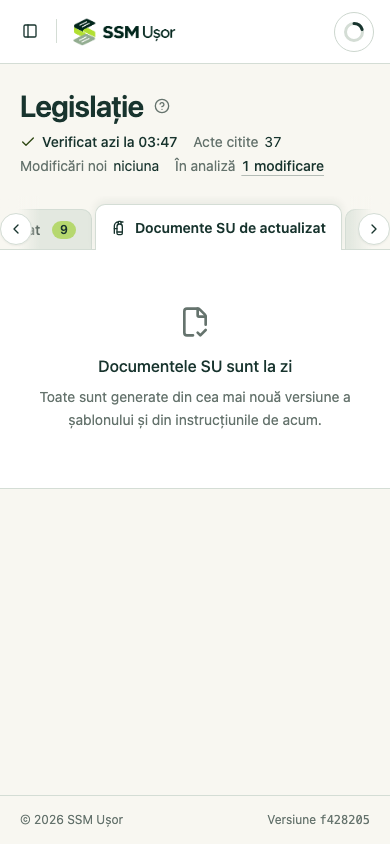 SSM Ușor
Legislație
Verificat azi la 03:47 Acte citite 37
Modificări noi niciuna În analiză 1 modificare
at 9 Documente SU de actualizat
Documentele SU sunt la zi
Toate sunt generate din cea mai nouă versiune a
șablonului și din instrucțiunile de acum.
© 2026 SSM Ușor Versiune f428205